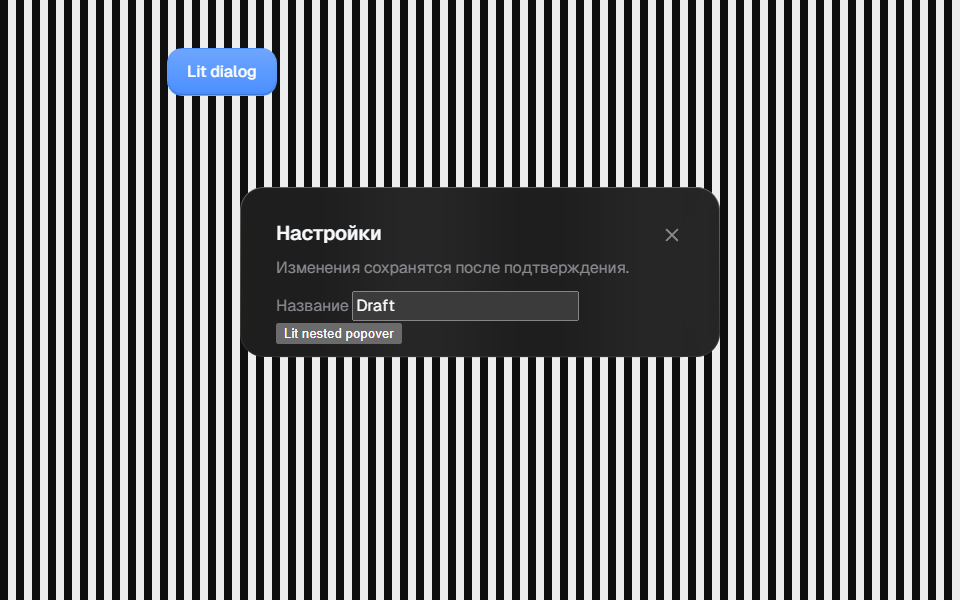 Lit dialog
Настройки
Изменения сохранятся после подтверждения.
Название Draft
Lit nested popover